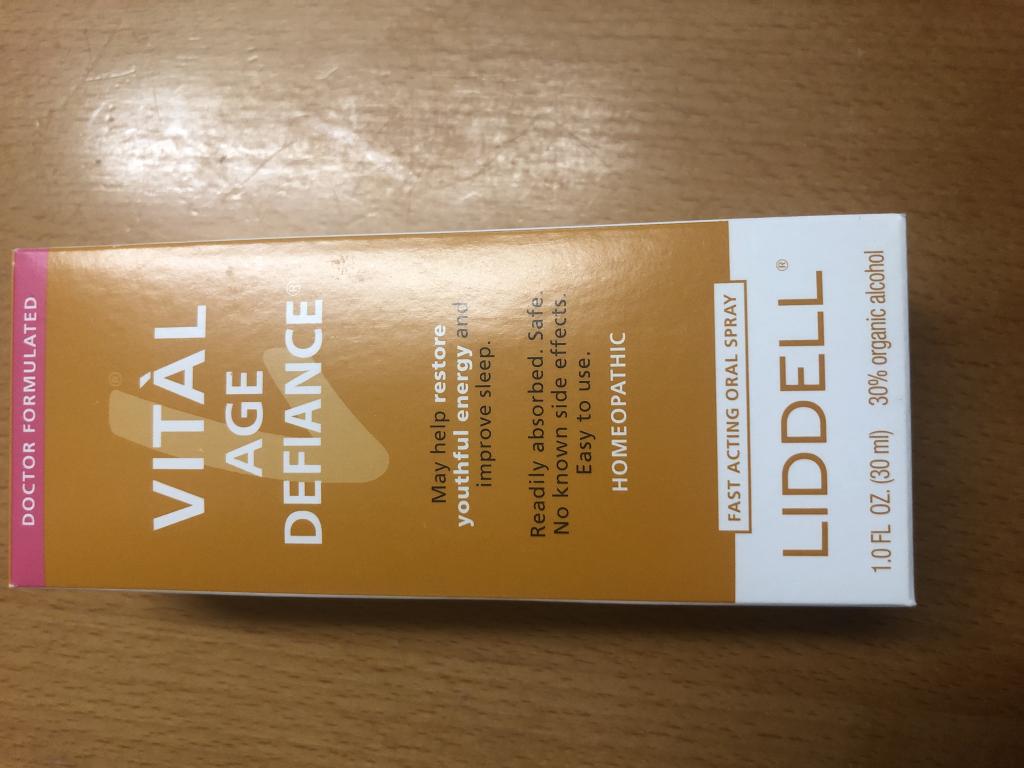 DOCTOR FORMULATED
®
VITÀL
AGE
DEFIANCE®
May help restore
youthful energy and
improve sleep.
Readily absorbed. Safe.
No known side effects.
Easy to use.
HOMEOPATHIC
FAST ACTING ORAL SPRAY
LIDDELL®
1.0 FL OZ. (30 ml) 30% organic alcohol